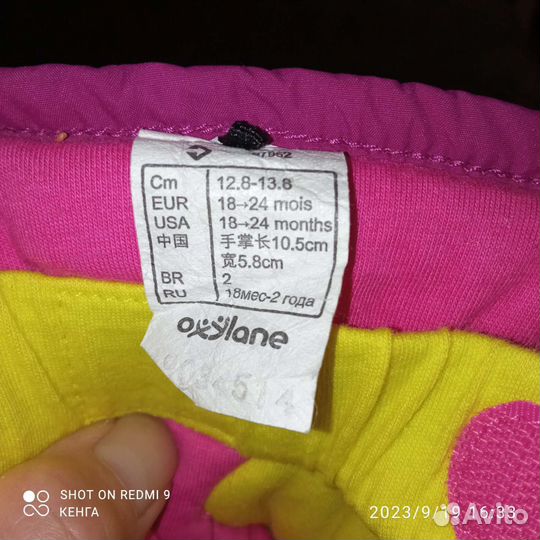 7952
Cm 12.8-13.8
EUR 18→24 mois
USA 18→24 months
中国 手掌长10.5cm
宽5.8cm
BR 2
RU 18мес-2 года
oxylane
SHOT ON REDMI 9
КЕНГА
2023/9/19 16:33
Avito